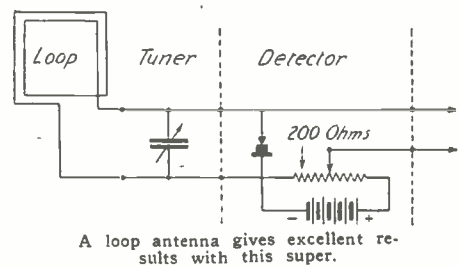 Loop Tuner Detector
200 Ohms
- +
A loop antenna gives excellent re-
sults with this super.